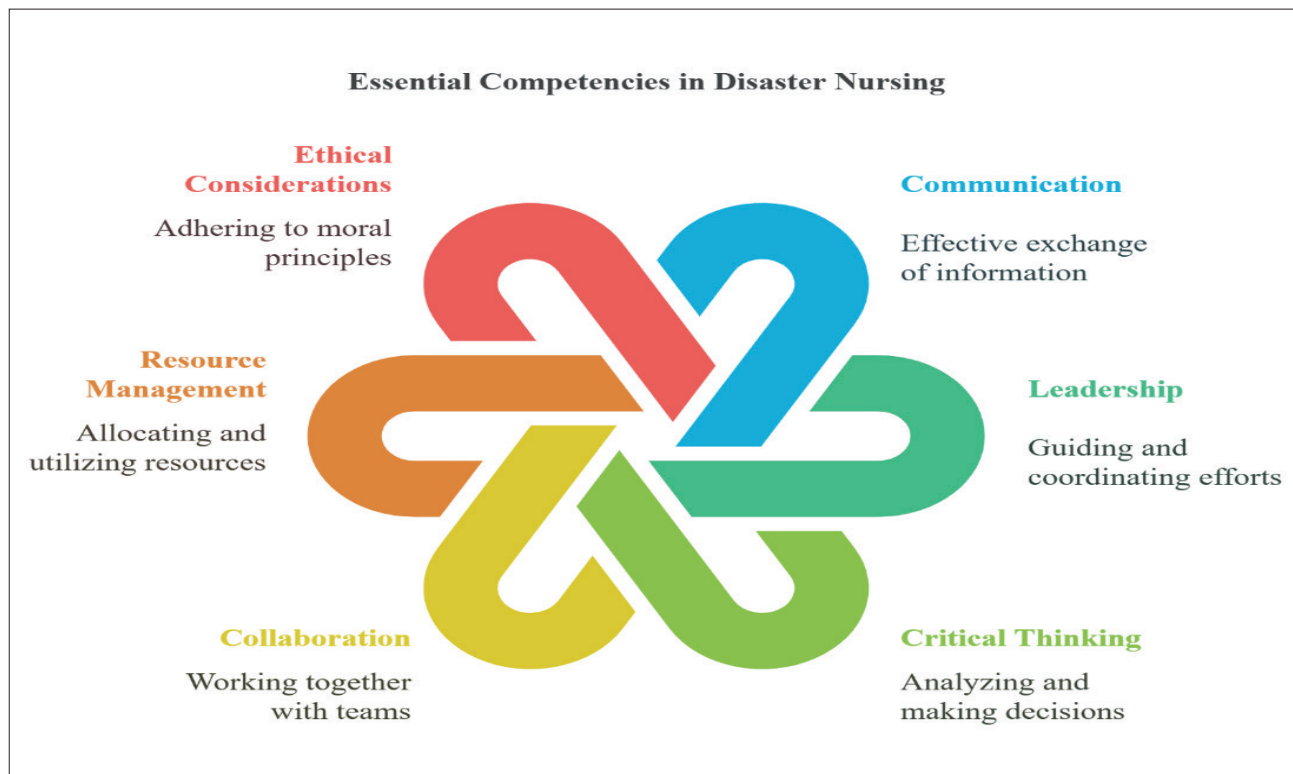 Essential Competencies in Disaster Nursing
Ethical
Considerations
Adhering to moral
principles
Communication
Effective exchange
of information
Resource
Management
Allocating and
utilizing resources
Leadership
Guiding and
coordinating efforts
Collaboration
Working together
with teams
Critical Thinking
Analyzing and
making decisions